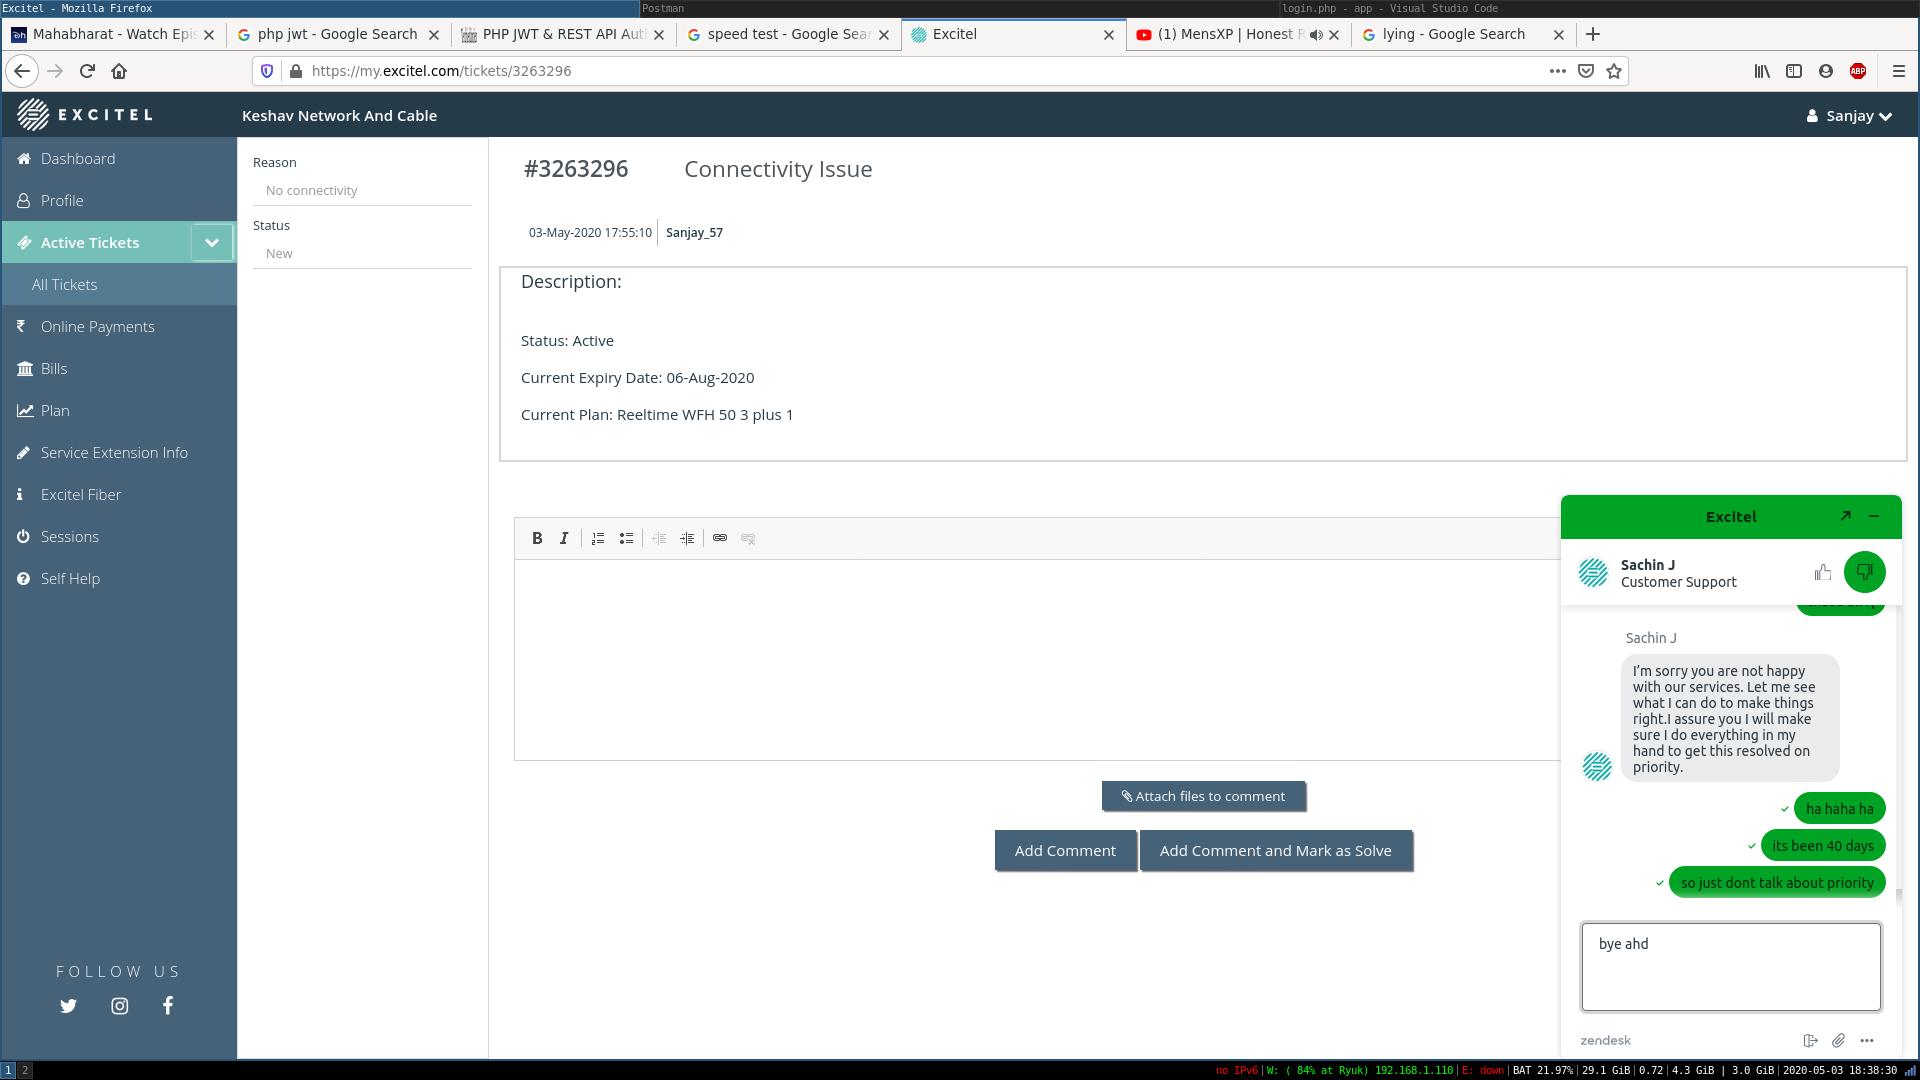 Excitel - Mozilla Firefox
Postman
login.php - app - Visual Studio Code
Mahabharat - Watch Epis
php jwt - Google Search
PHP JWT & REST API Aut
speed test - Google Sear
Excitel
(1) MensXP | Honest R
lying - Google Search
https://my.excitel.com/tickets/3263296
ABP
EXCITEL
Keshav Network And Cable
Sanjay
Dashboard
Profile
Active Tickets
All Tickets
Online Payments
Bills
Plan
Service Extension Info
Excitel Fiber
Sessions
Self Help
FOLLOW US
Reason
No connectivity
Status
New
#3263296 Connectivity Issue
03-May-2020 17:55:10 Sanjay_57
Description:
Status: Active
Current Expiry Date: 06-Aug-2020
Current Plan: Reeltime WFH 50 3 plus 1
B I
Attach files to comment
Add Comment
Add Comment and Mark as Solve
Excitel
Sachin J
Customer Support
Sachin J
I'm sorry you are not happy
with our services. Let me see
what I can do to make things
right.I assure you I will make
sure I do everything in my
hand to get this resolved on
priority.
ha haha ha
its been 40 days
so just dont talk about priority
bye ahd
zendesk
1 2
no IPv6|W: ( 84% at Ryuk) 192.168.1.110|E: down|BAT 21.97%|29.1 GiB|0.72|4.3 GiB | 3.0 GiB|2020-05-03 18:38:30